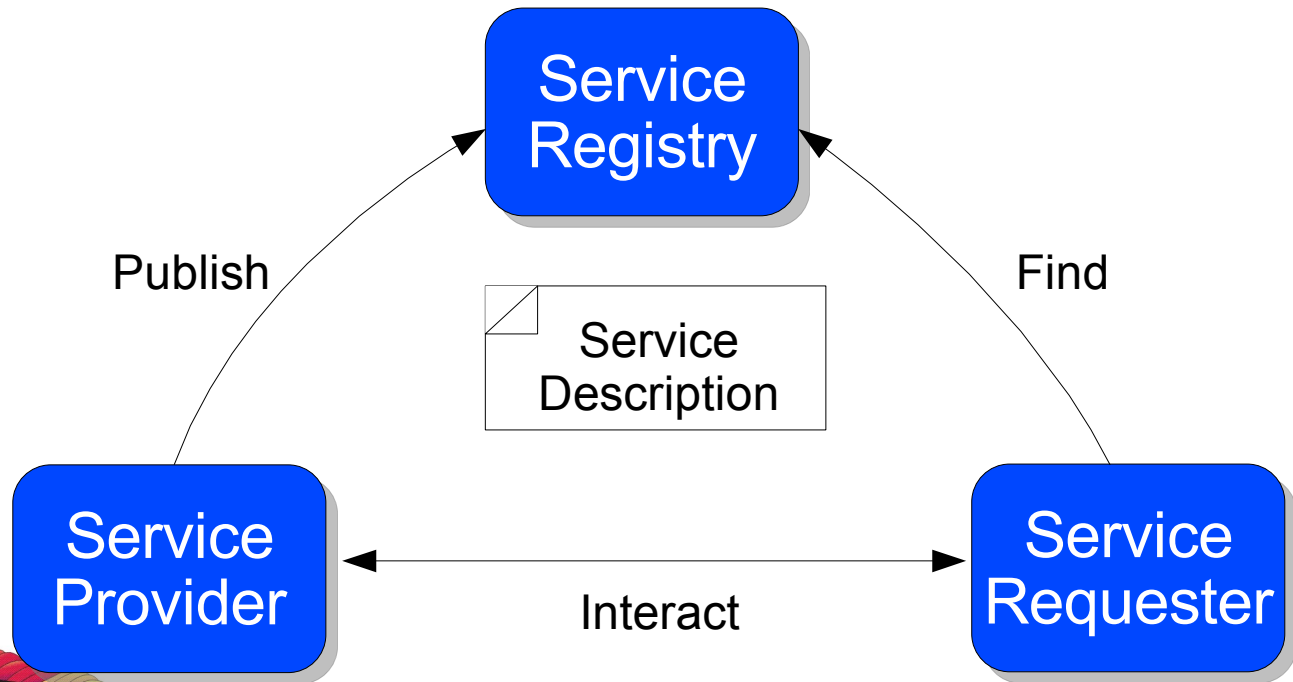 Service
Registry
Publish
Find
Service
Description
Service
Provider
Interact
Service
Requester